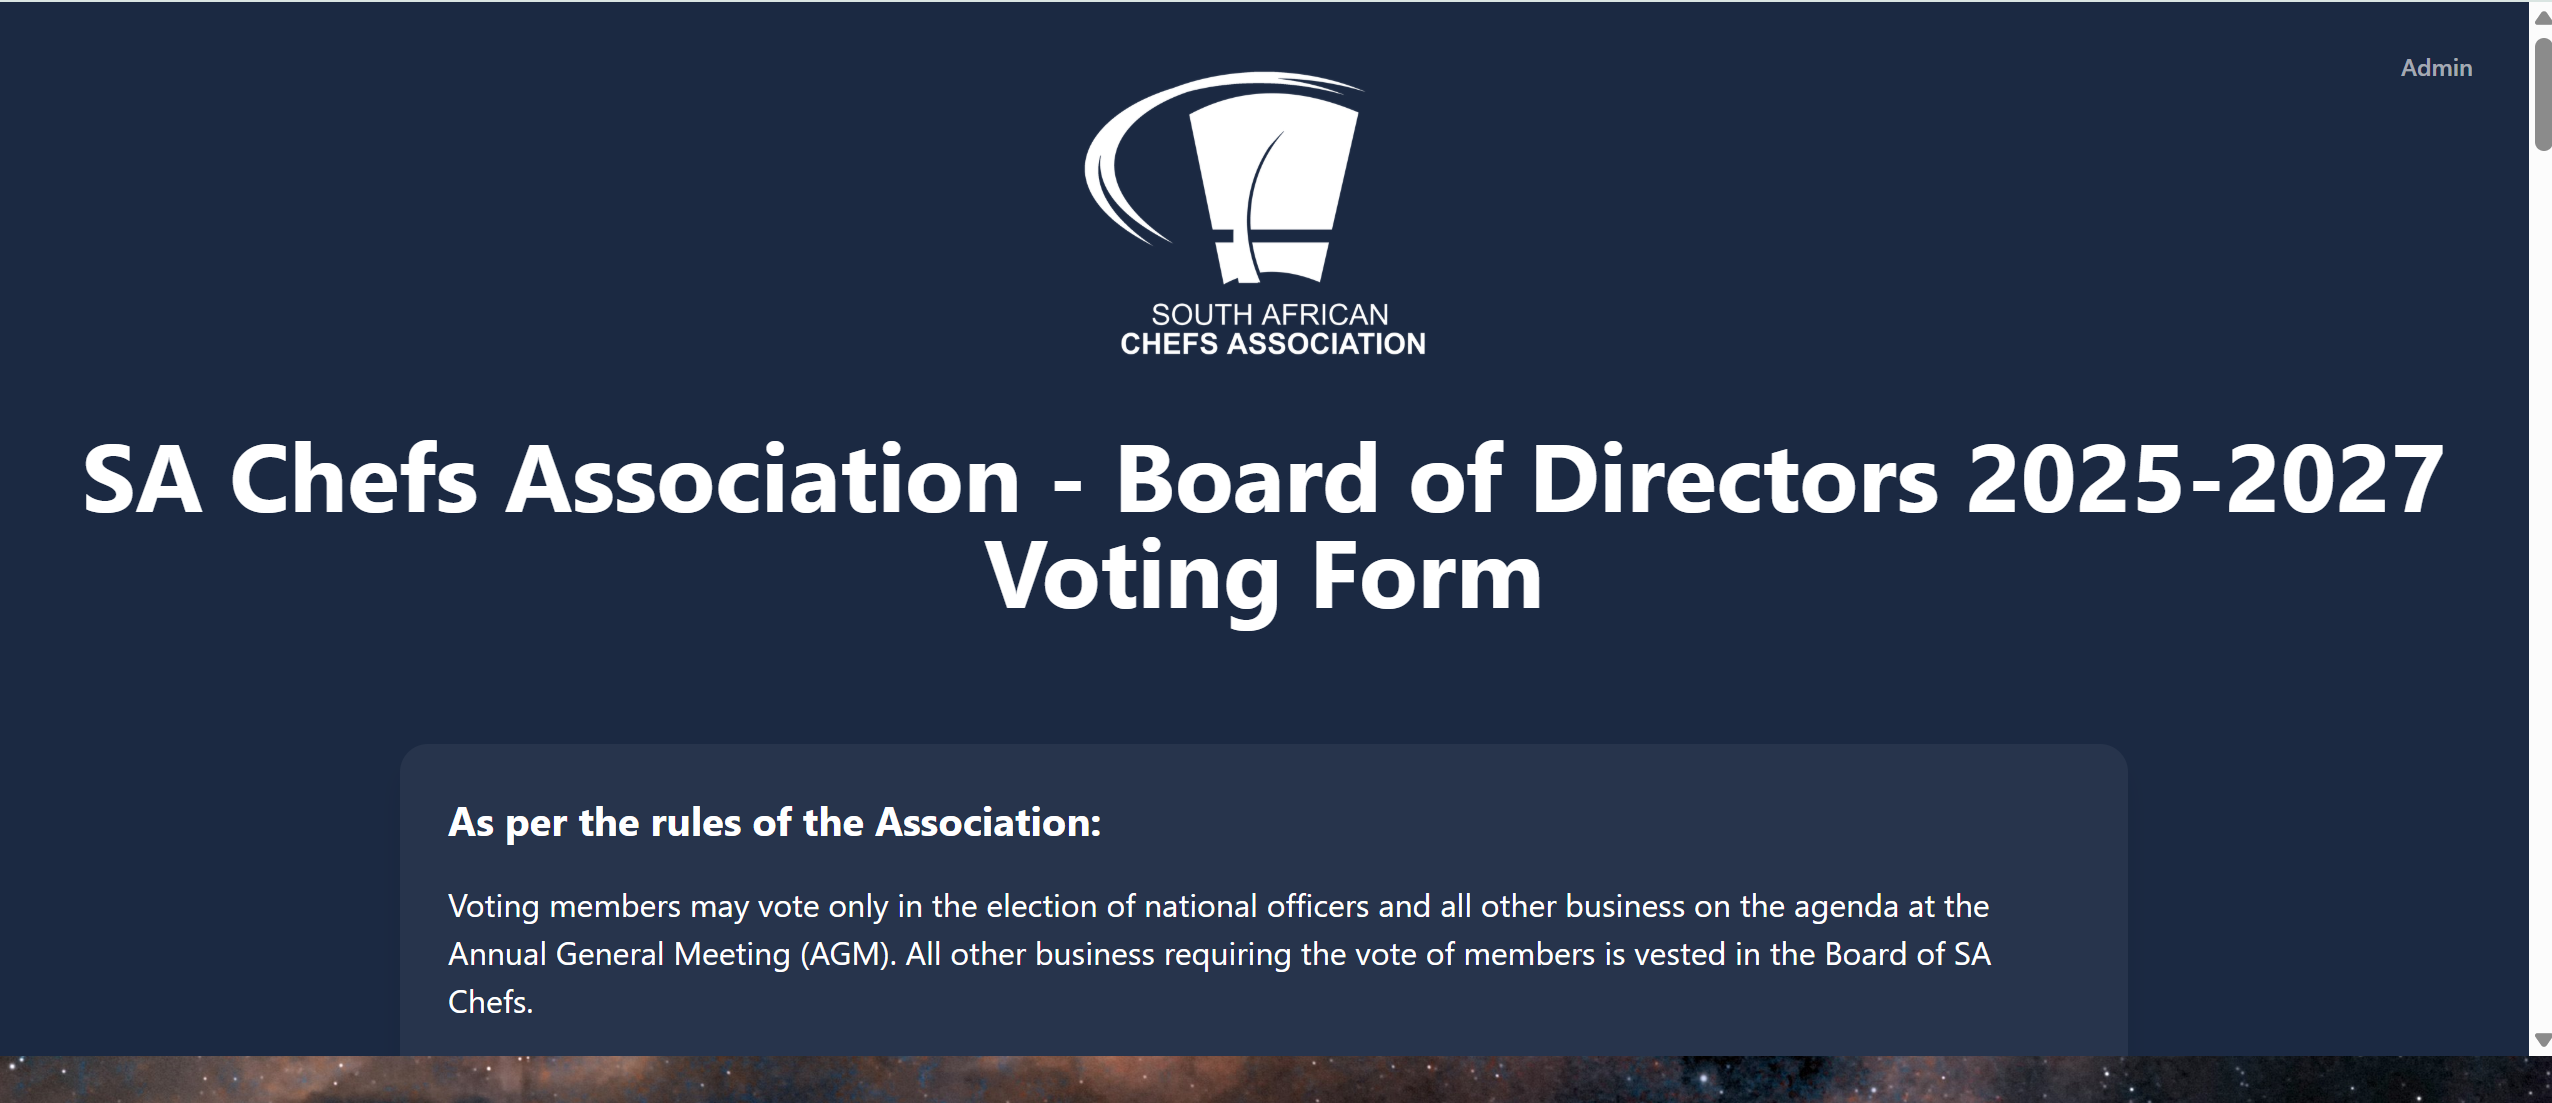 Admin
SOUTH AFRICAN
CHEFS ASSOCIATION
SA Chefs Association - Board of Directors 2025-2027
Voting Form
As per the rules of the Association:
Voting members may vote only in the election of national officers and all other business on the agenda at the
Annual General Meeting (AGM). All other business requiring the vote of members is vested in the Board of SA
Chefs.